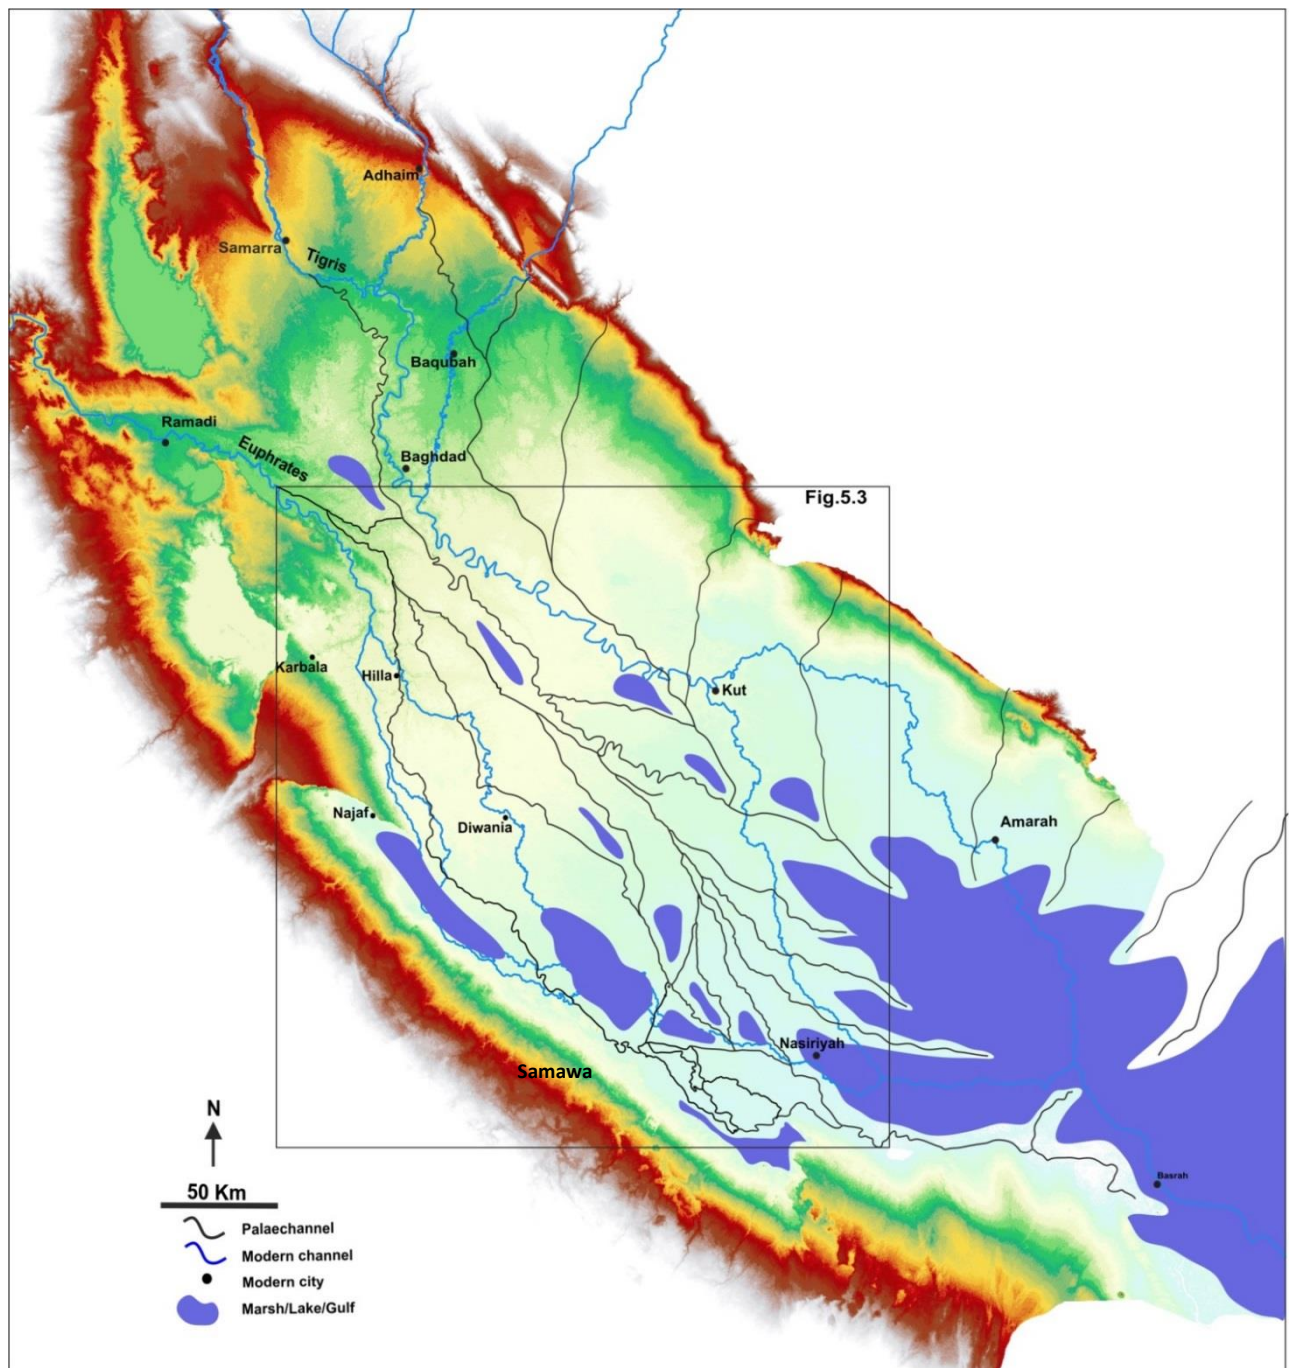 Adhaim
Samarra
Tigris
Baqubah
Ramadi
Euphrates
Baghdad
Fig.5.3
Karbala
Hilla
Kut
Najaf
Diwania
Amarah
Nasiriyah
Samawa
N
Basrah
50 Km
Palaechannel
Modern channel
Modern city
Marsh/Lake/Gulf